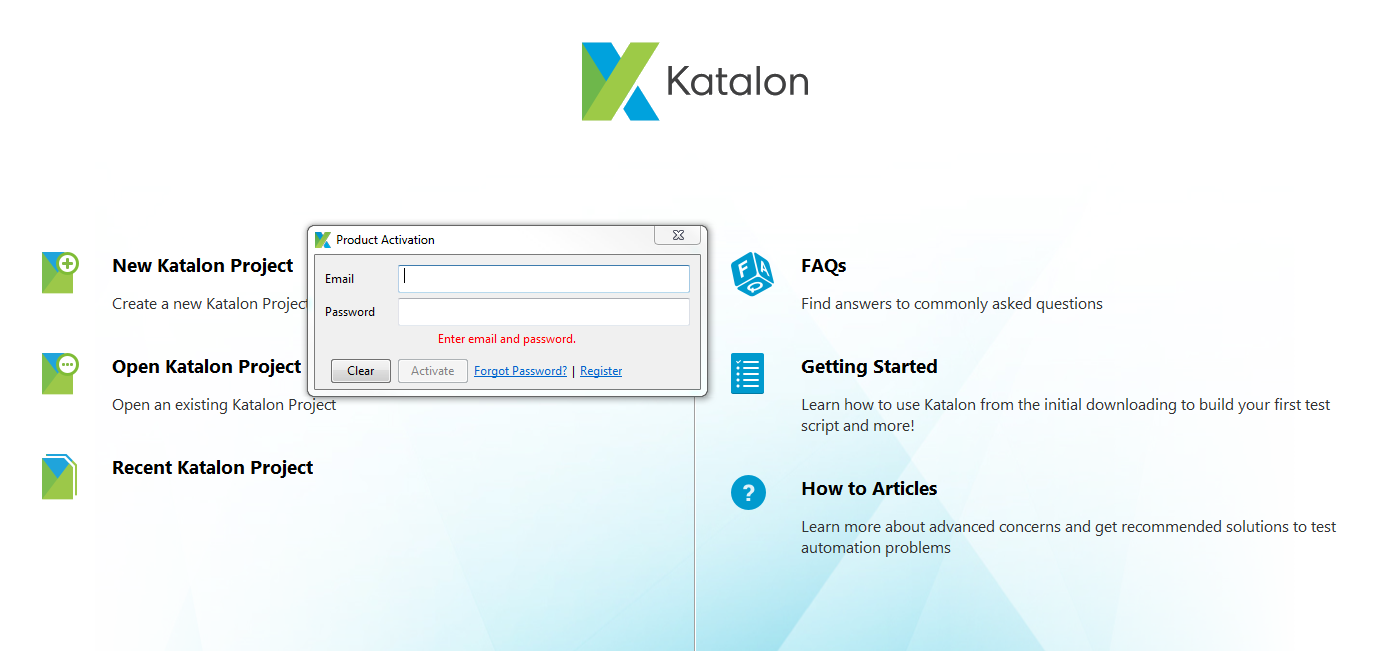 Katalon
New Katalon Project
Create a new Katalon Project
Open Katalon Project
Open an existing Katalon Project
Recent Katalon Project
Product Activation
Email
Password
Enter email and password.
Clear
Activate
Forgot Password? | Register
F A Q
FAQs
Find answers to commonly asked questions
Getting Started
Learn how to use Katalon from the initial downloading to build your first test
script and more!
?
How to Articles
Learn more about advanced concerns and get recommended solutions to test
automation problems